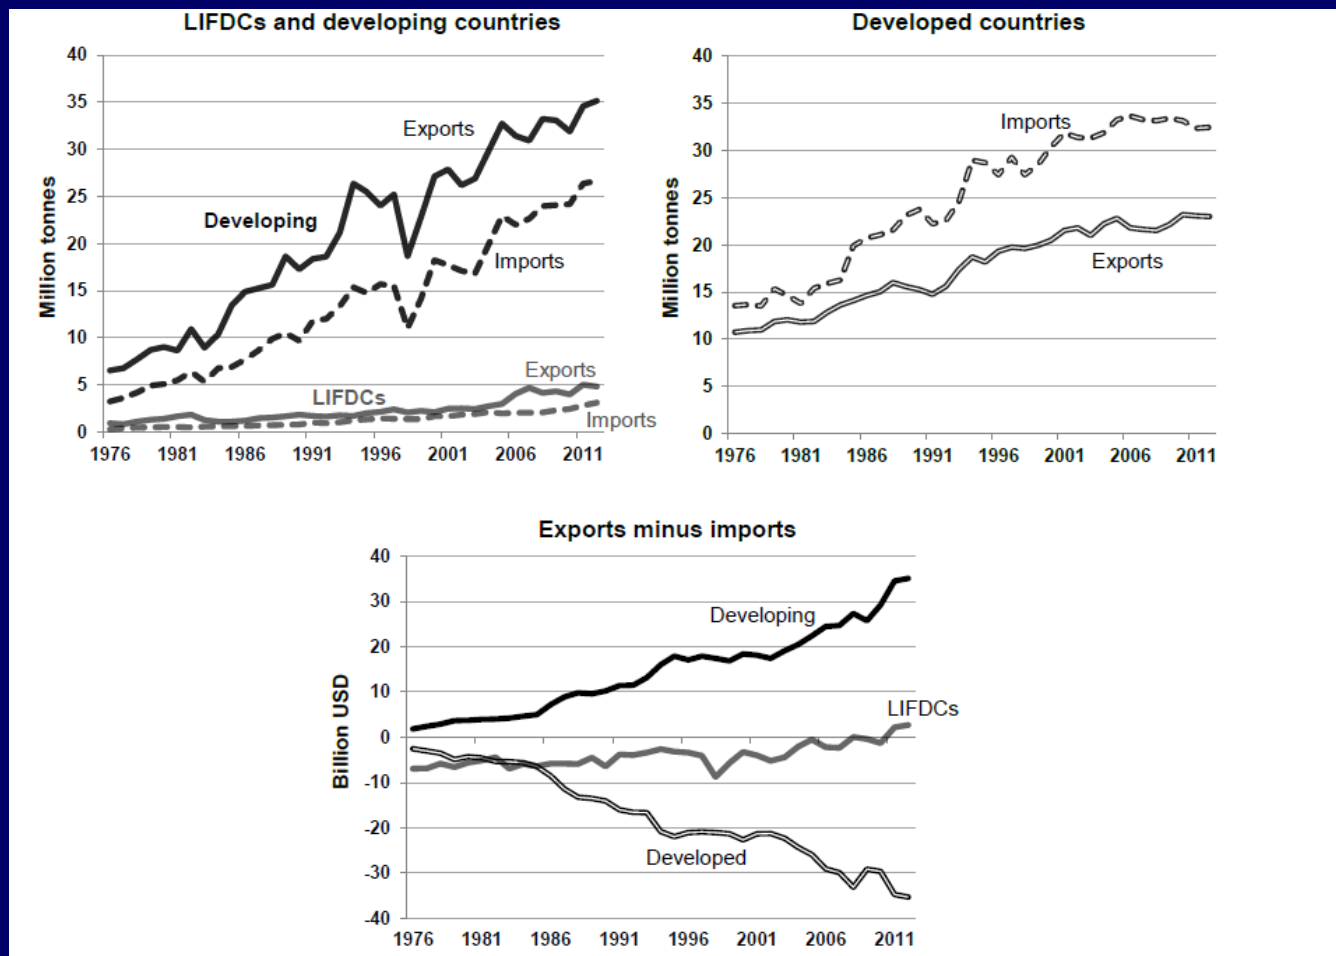 LIFDCs and developing countries
40
35
30
25
20
15
10
5
0
Million tonnes
Exports
Developing
Imports
Exports
LIFDCs
Imports
1976 1981 1986 1991 1996 2001 2006 2011
Developed countries
40
35
30
25
20
15
10
5
0
Million tonnes
Imports
Exports
1976 1981 1986 1991 1996 2001 2006 2011
Exports minus imports
40
30
20
10
0
-10
-20
-30
-40
Billion USD
Developing
LIFDCs
Developed
1976 1981 1986 1991 1996 2001 2006 2011